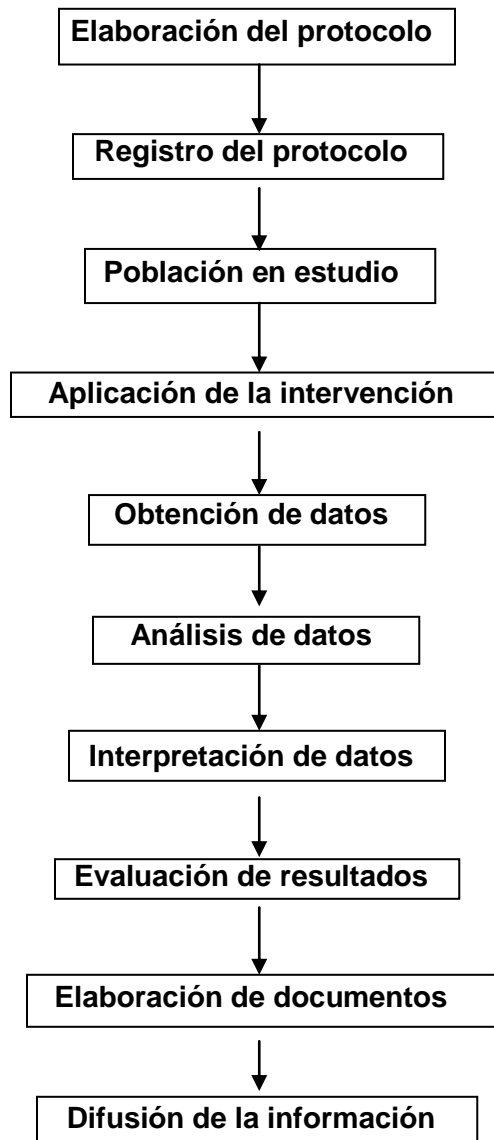 Elaboración del protocolo
Registro del protocolo
Población en estudio
Aplicación de la intervención
Obtención de datos
Análisis de datos
Interpretación de datos
Evaluación de resultados
Elaboración de documentos
Difusión de la información